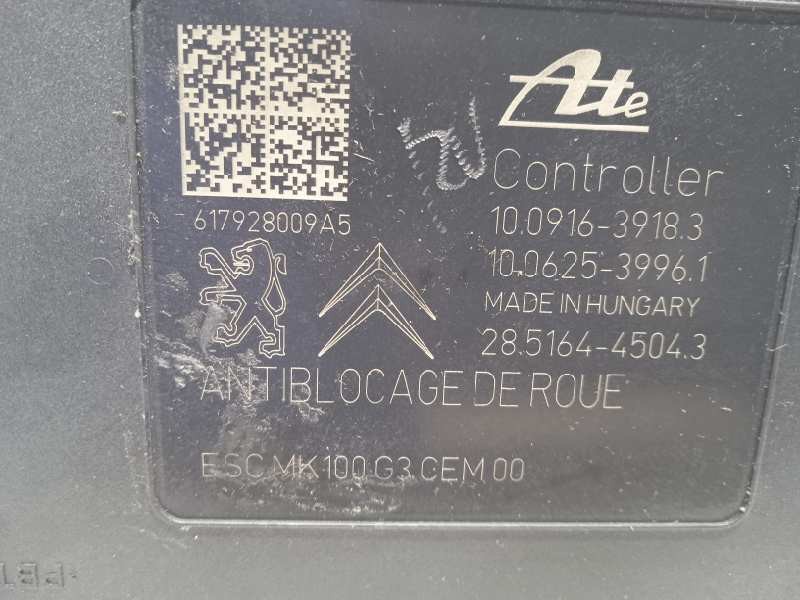 Ate
Controller
617928009A5
10.0916-3918.3
10.0625-3996.1
MADE IN HUNGARY
28.5164-4504.3
ANTIBLOCAGE DE ROUE
ESC MK100 G3 CEM 00